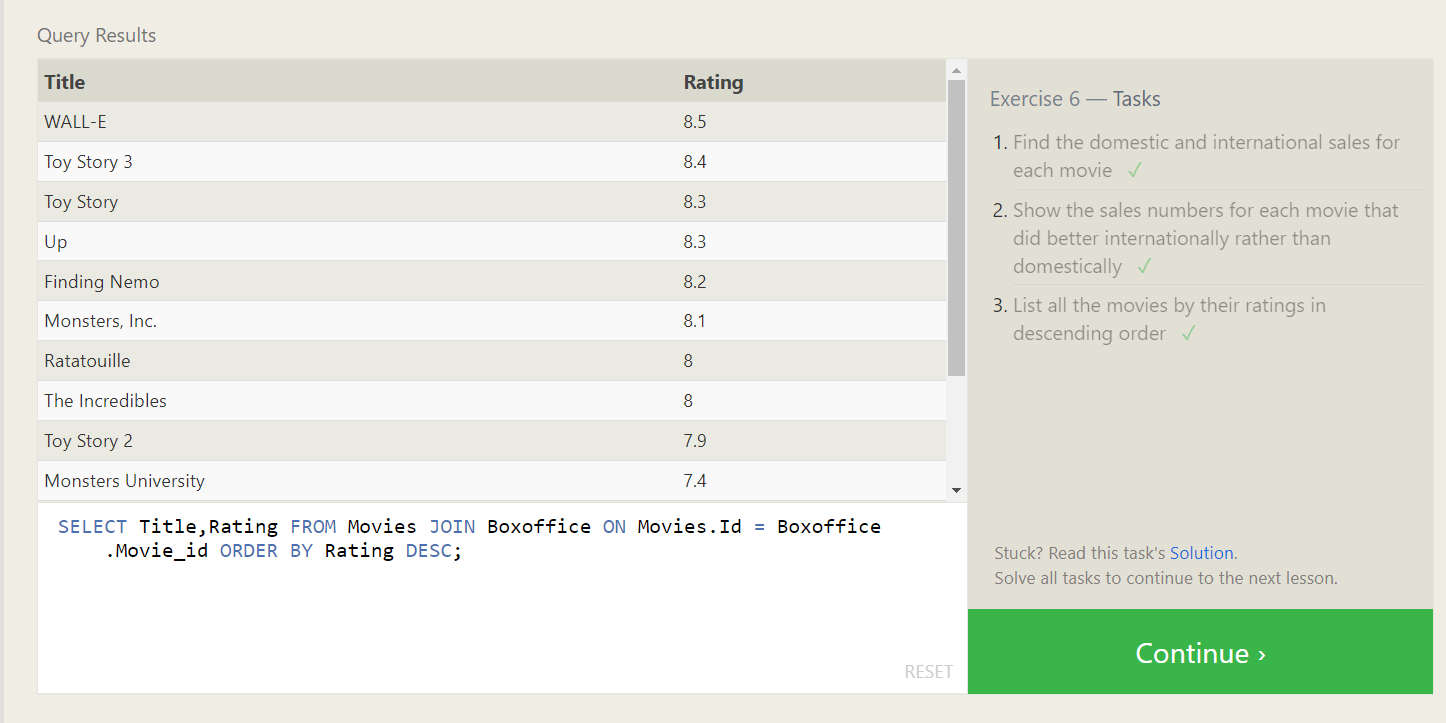 Query Results
Title Rating
WALL-E 8.5
Toy Story 3 8.4
Toy Story 8.3
Up 8.3
Finding Nemo 8.2
Monsters, Inc. 8.1
Ratatouille 8
The Incredibles 8
Toy Story 2 7.9
Monsters University 7.4
SELECT Title,Rating FROM Movies JOIN Boxoffice ON Movies.Id = Boxoffice
.Movie_id ORDER BY Rating DESC;
RESET
Exercise 6 — Tasks
1. Find the domestic and international sales for
each movie ✓
2. Show the sales numbers for each movie that
did better internationally rather than
domestically ✓
3. List all the movies by their ratings in
descending order ✓
Stuck? Read this task's Solution.
Solve all tasks to continue to the next lesson.
Continue ›